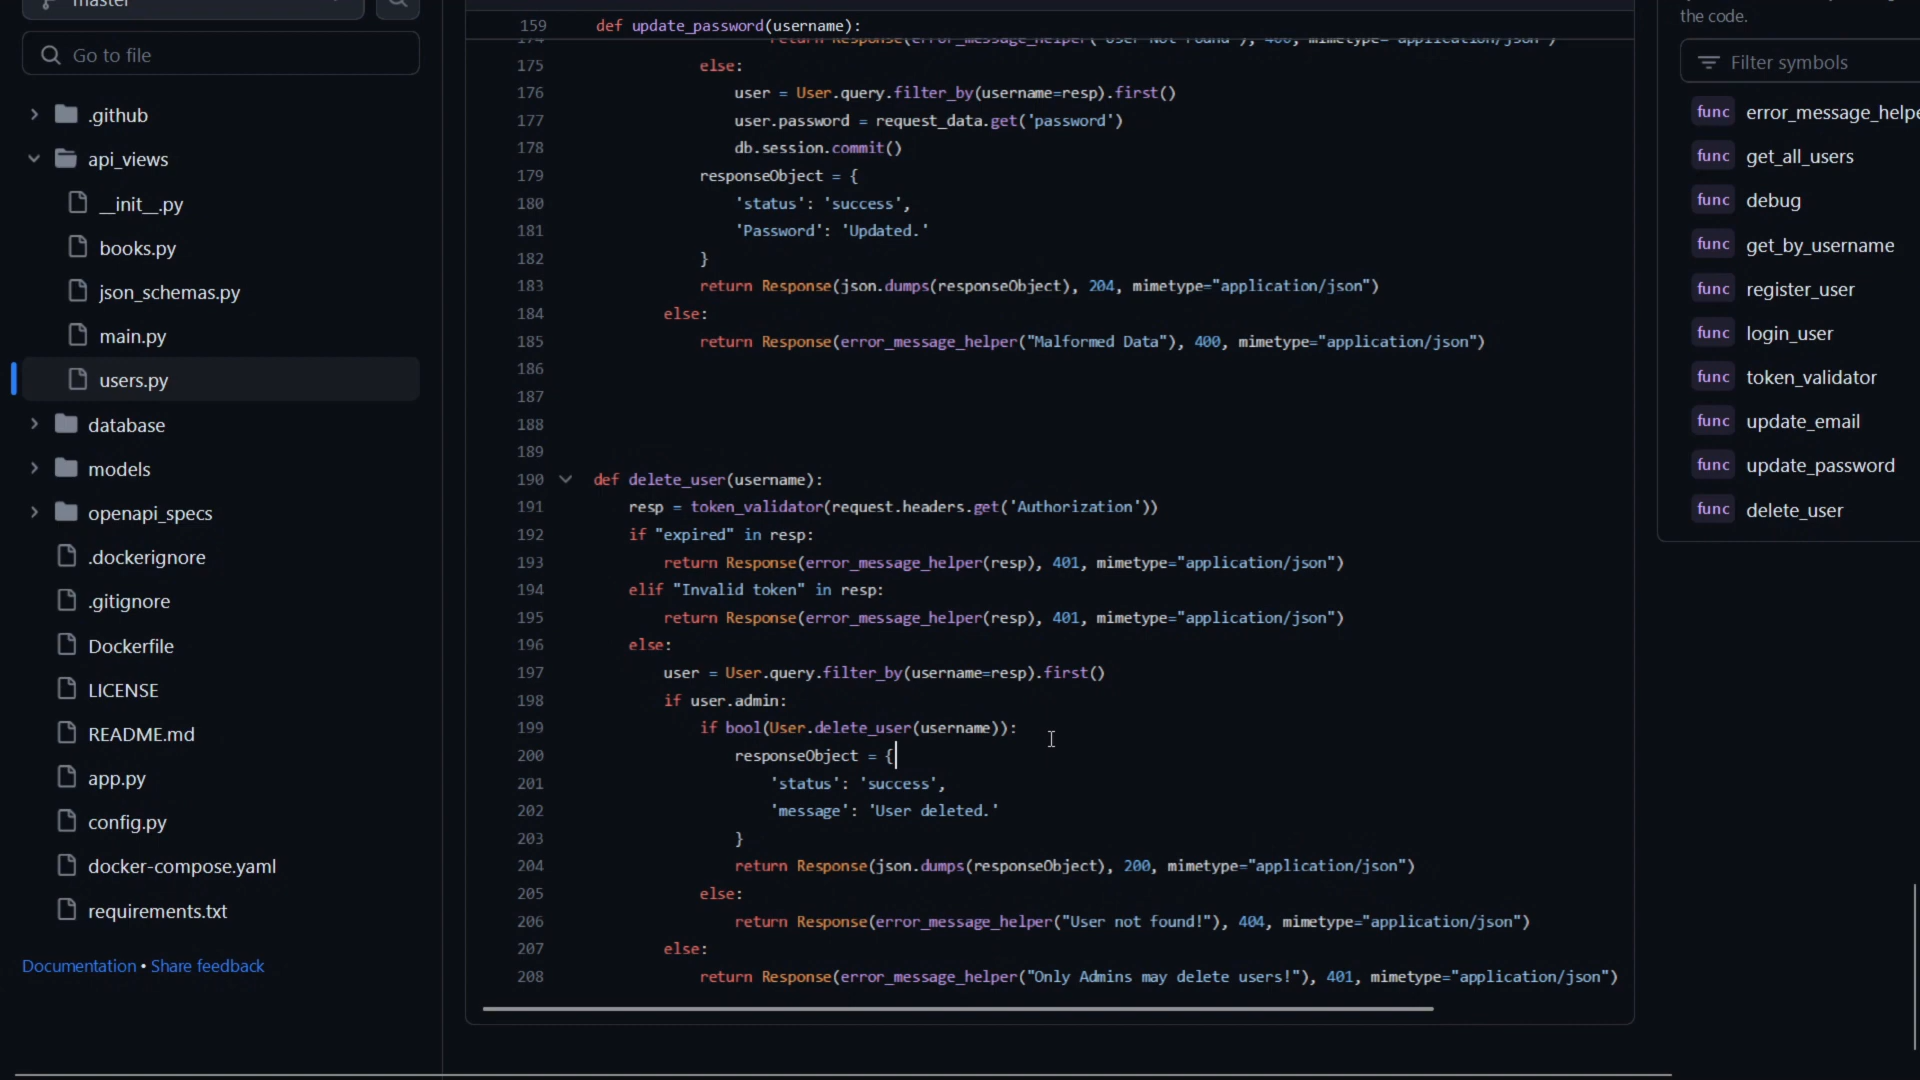 master
Go to file
.github
api_views
__init__.py
books.py
json_schemas.py
main.py
users.py
database
models
openapi_specs
.dockerignore
.gitignore
Dockerfile
LICENSE
README.md
app.py
config.py
docker-compose.yaml
requirements.txt
Documentation • Share feedback
159 def update_password(username):
174 return Response(error_message_helper("User Not Found"), 400, mimetype="application/json")
175 else:
176 user = User.query.filter_by(username=resp).first()
177 user.password = request_data.get('password')
178 db.session.commit()
179 responseObject = {
180 'status': 'success',
181 'Password': 'Updated.'
182 }
183 return Response(json.dumps(responseObject), 204, mimetype="application/json")
184 else:
185 return Response(error_message_helper("Malformed Data"), 400, mimetype="application/json")
186
187
188
189
190 def delete_user(username):
191 resp = token_validator(request.headers.get('Authorization'))
192 if "expired" in resp:
193 return Response(error_message_helper(resp), 401, mimetype="application/json")
194 elif "Invalid token" in resp:
195 return Response(error_message_helper(resp), 401, mimetype="application/json")
196 else:
197 user = User.query.filter_by(username=resp).first()
198 if user.admin:
199 if bool(User.delete_user(username)):
200 responseObject = {
201 'status': 'success',
202 'message': 'User deleted.'
203 }
204 return Response(json.dumps(responseObject), 200, mimetype="application/json")
205 else:
206 return Response(error_message_helper("User not found!"), 404, mimetype="application/json")
207 else:
208 return Response(error_message_helper("Only Admins may delete users!"), 401, mimetype="application/json")
the code.
Filter symbols
func error_message_helpe
func get_all_users
func debug
func get_by_username
func register_user
func login_user
func token_validator
func update_email
func update_password
func delete_user